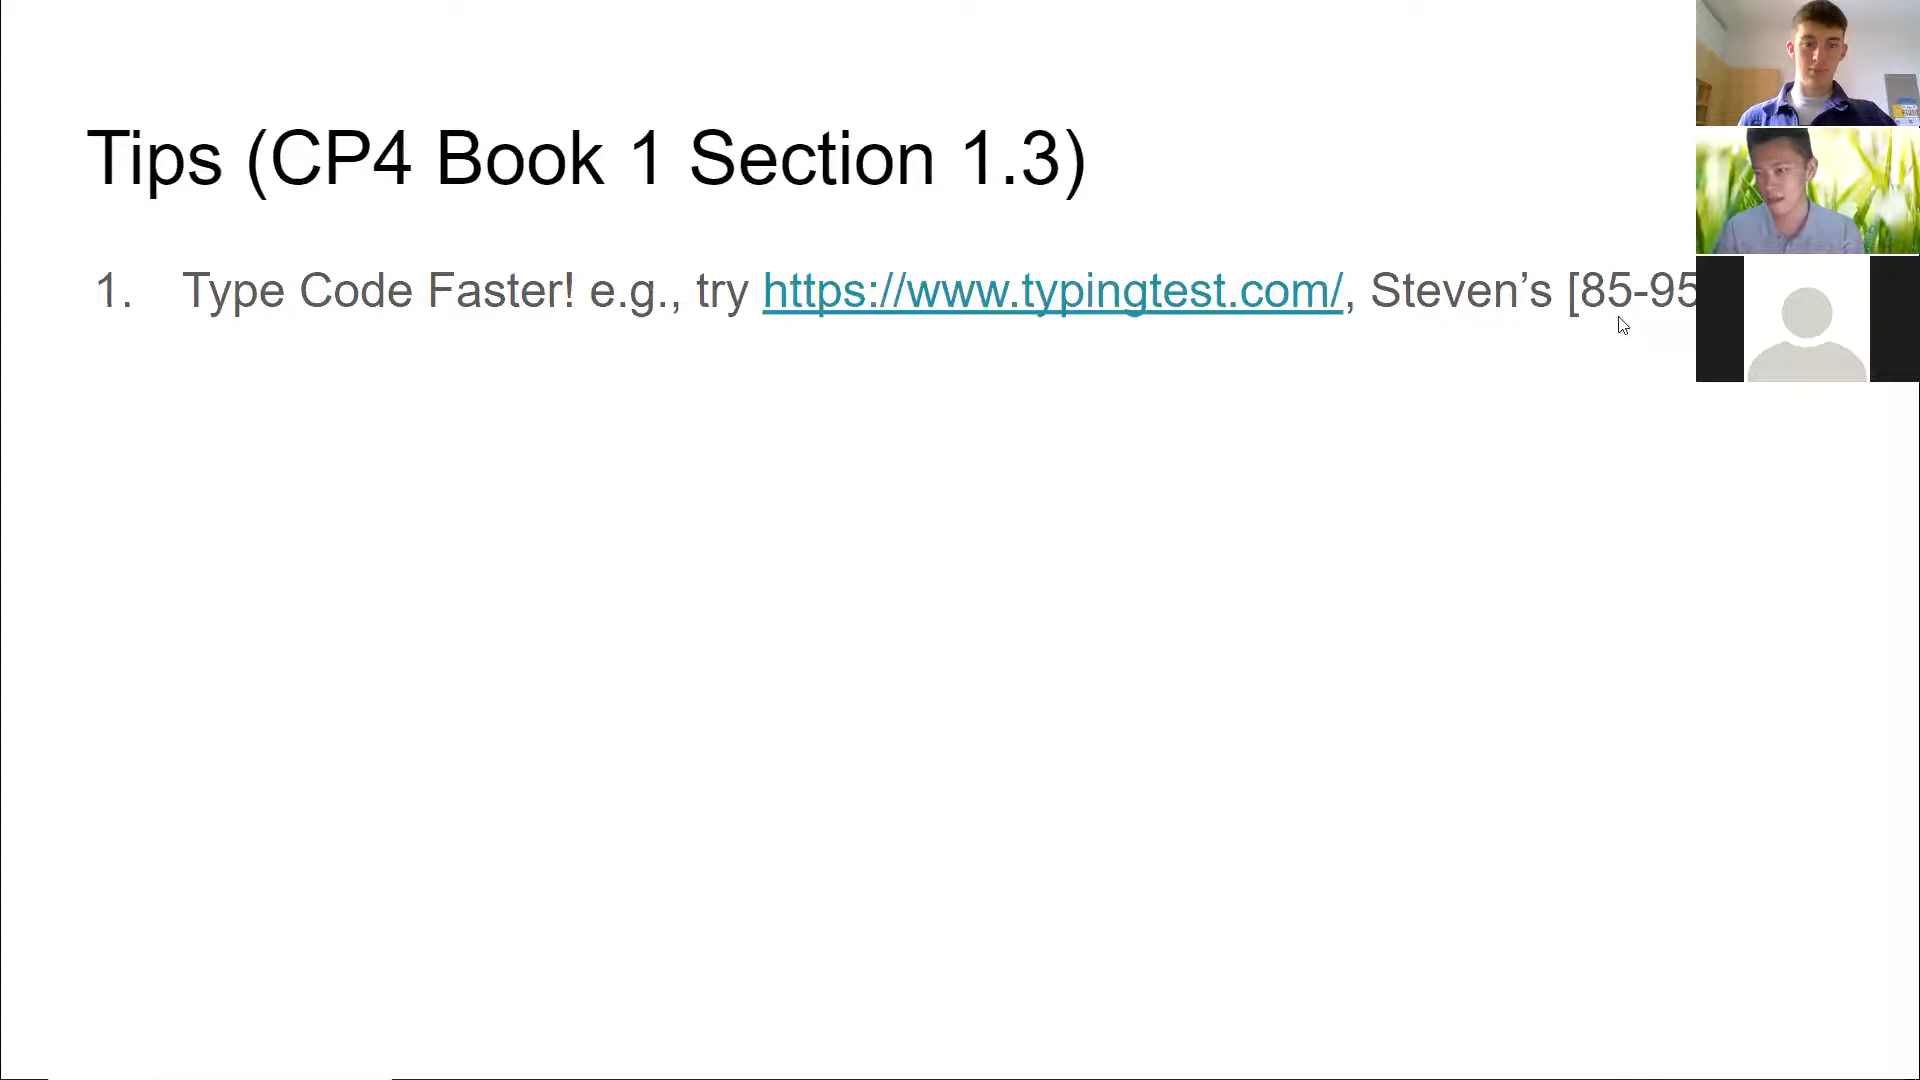 Tips (CP4 Book 1 Section 1.3)
1. Type Code Faster! e.g., try https://www.typingtest.com/, Steven’s [85-95